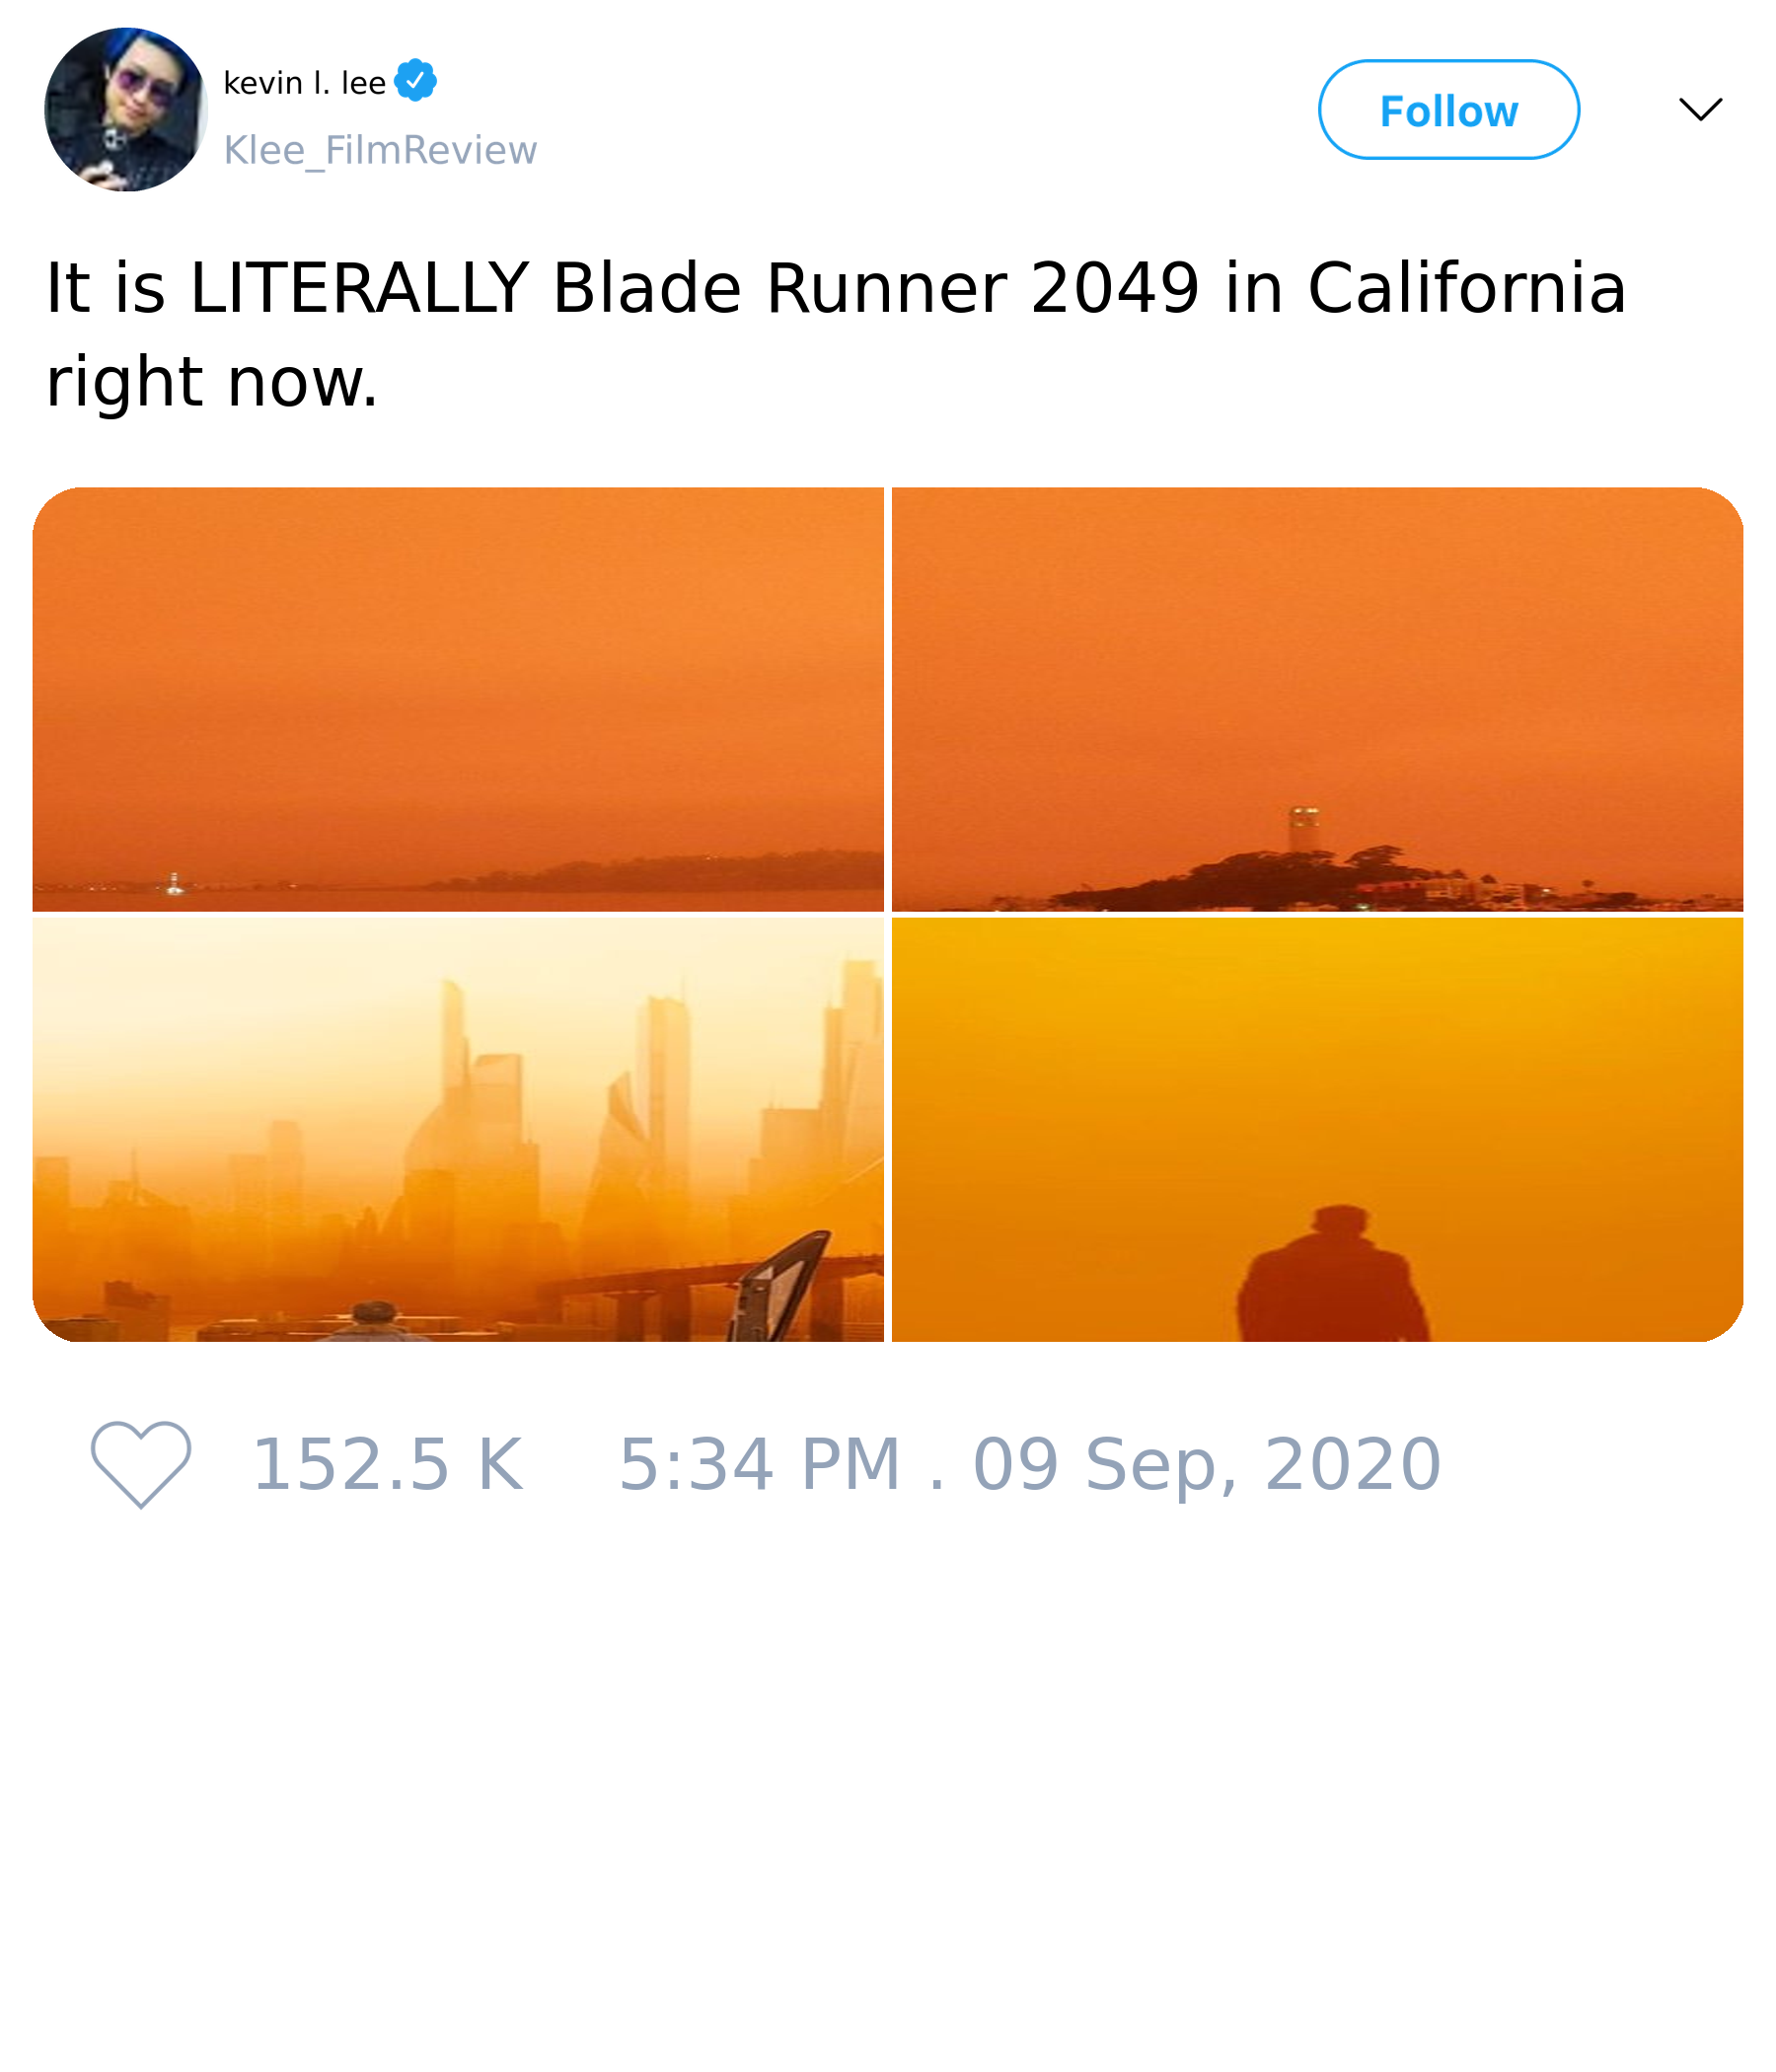 kevin l. lee
Klee_FilmReview
Follow
It is LITERALLY Blade Runner 2049 in California
right now.
152.5 K 5:34 PM . 09 Sep, 2020